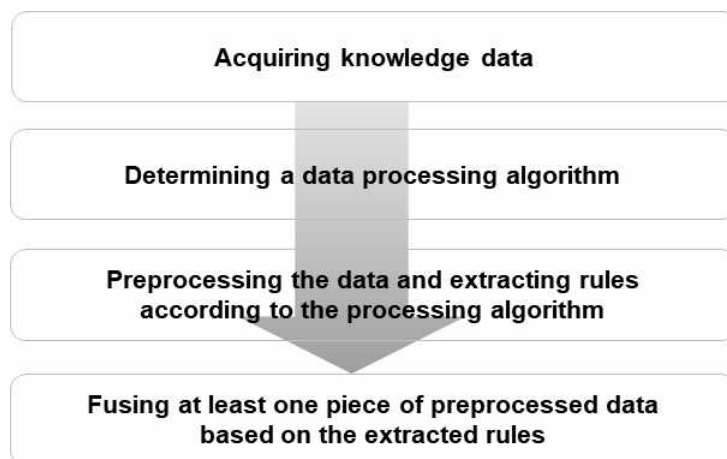 Acquiring knowledge data
Determining a data processing algorithm
Preprocessing the data and extracting rules
according to the processing algorithm
Fusing at least one piece of preprocessed data
based on the extracted rules